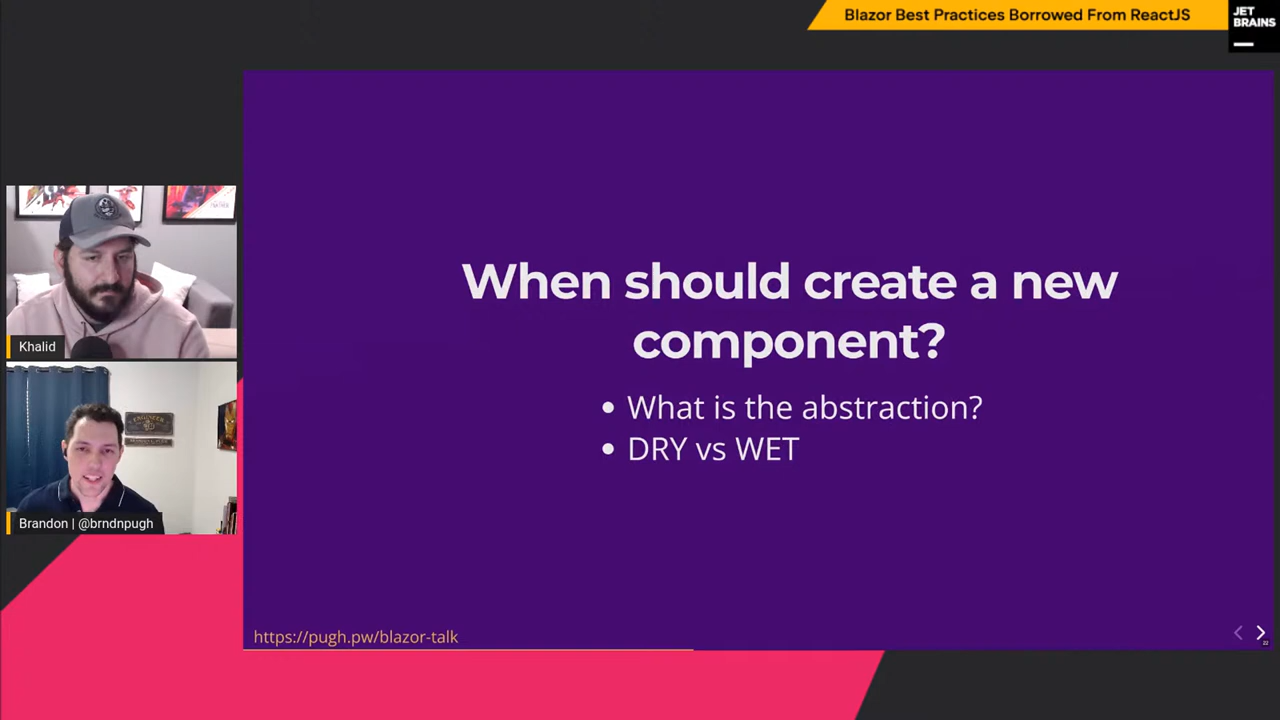 Blazor Best Practices Borrowed From ReactJS
JET
BRAINS
Khalid
Brandon | @brndnpugh
When should create a new
component?
• What is the abstraction?
• DRY vs WET
https://pugh.pw/blazor-talk
22